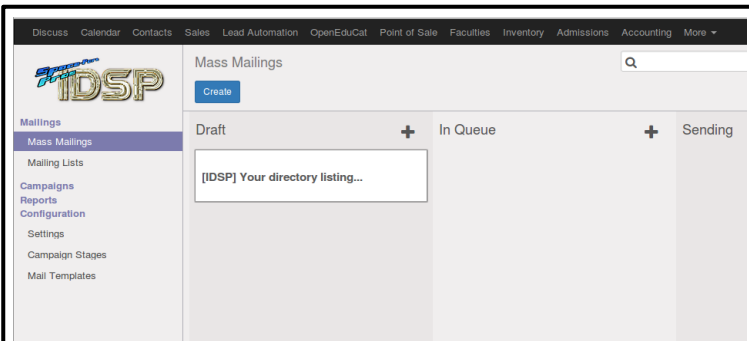 Discuss Calendar Contacts Sales Lead Automation OpenEduCat Point of Sale Faculties Inventory Admissions Accounting More
Mass Mailings
Create
IDSP
Mailings
Mass Mailings
Mailing Lists
Campaigns
Reports
Configuration
Settings
Campaign Stages
Mail Templates
Draft
[IDSP] Your directory listing...
In Queue
Sending